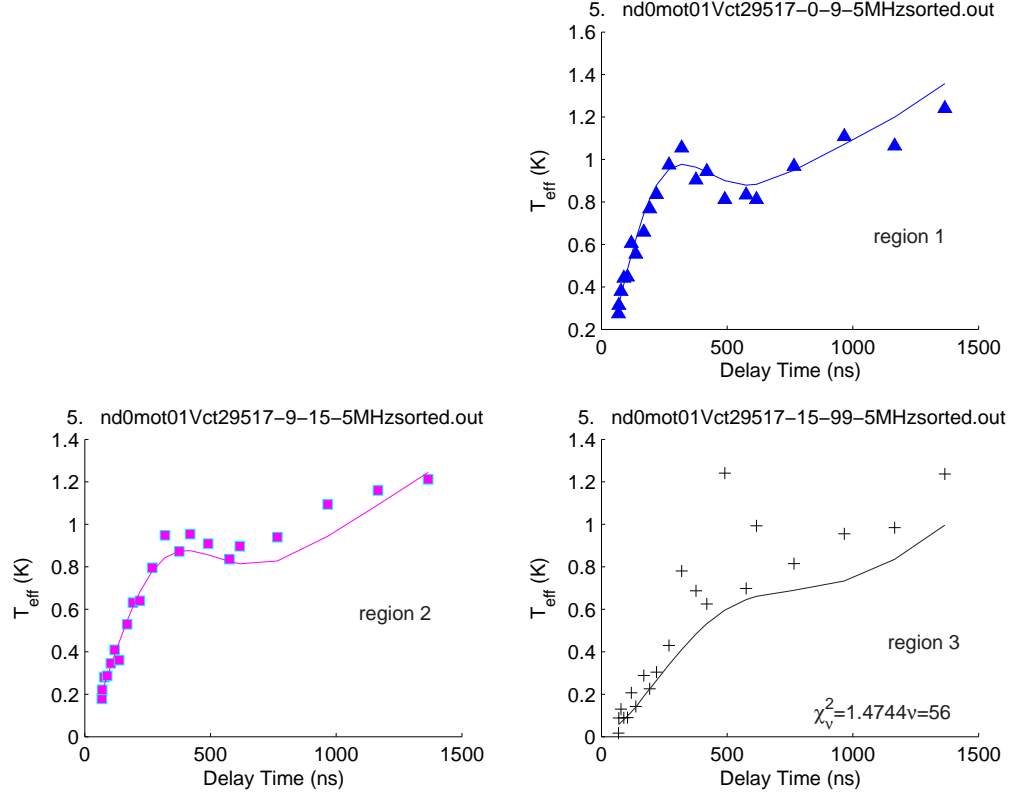 5. nd0mot01Vct29517−0−9−5MHzsorted.out
1.6
1.4
1.2
1
0.8
0.6
0.4
0.2
T_eff (K)
region 1
0 500 1000 1500
Delay Time (ns)
5. nd0mot01Vct29517−9−15−5MHzsorted.out
1.4
1.2
1
0.8
0.6
0.4
0.2
0
T_eff (K)
region 2
0 500 1000 1500
Delay Time (ns)
5. nd0mot01Vct29517−15−99−5MHzsorted.out
1.4
1.2
1
0.8
0.6
0.4
0.2
0
T_eff (K)
region 3
χ_ν^2=1.4744ν=56
0 500 1000 1500
Delay Time (ns)